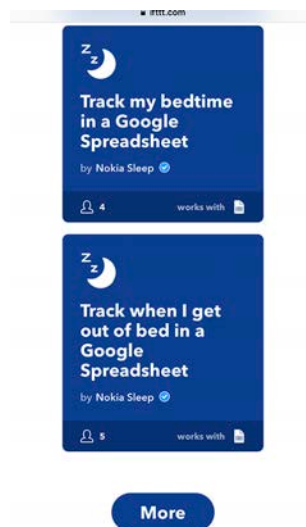 ifttt.com
z
z
Track my bedtime
in a Google
Spreadsheet
by Nokia Sleep
4 works with
z
z
Track when I get
out of bed in a
Google
Spreadsheet
by Nokia Sleep
5 works with
More